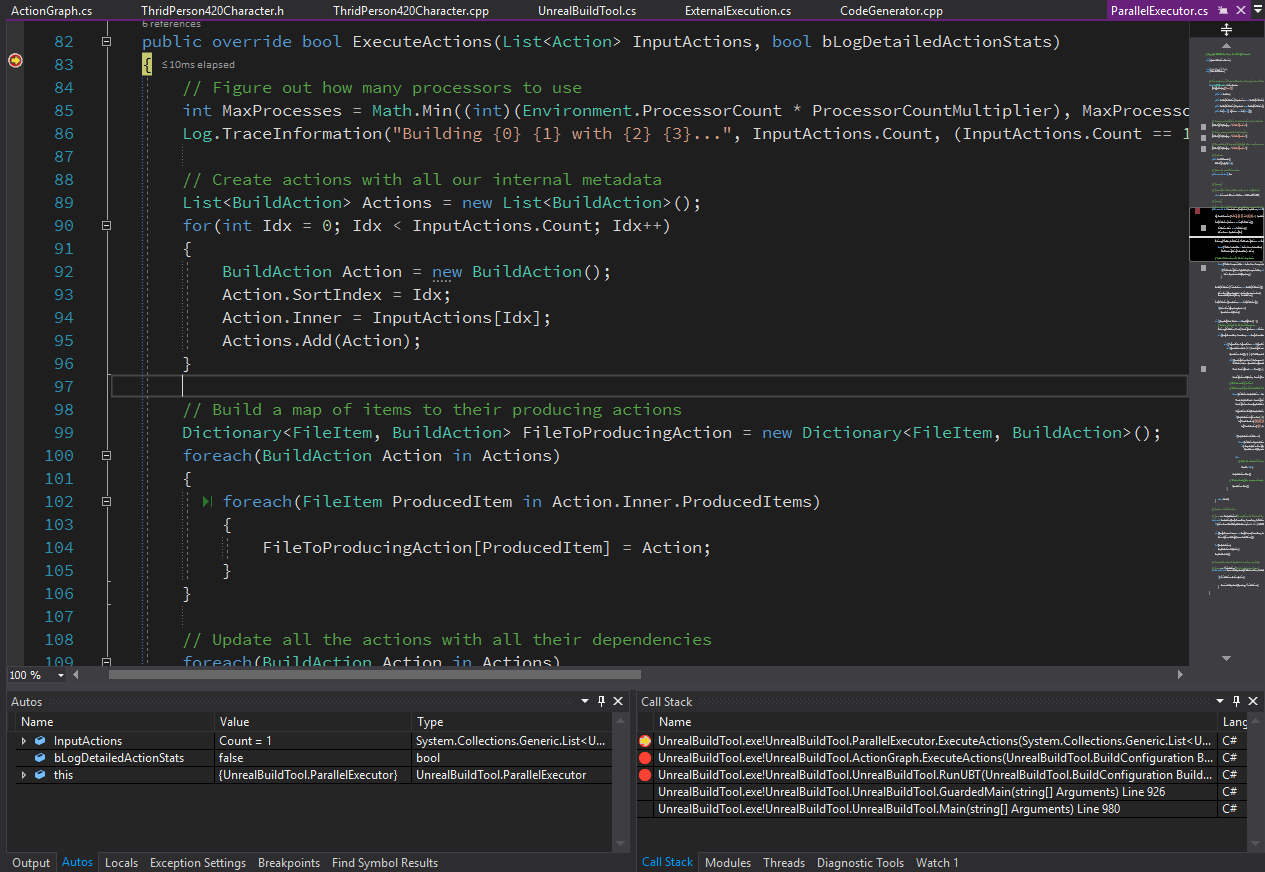 ActionGraph.cs ThridPerson420Character.h ThridPerson420Character.cpp UnrealBuildTool.cs ExternalExecution.cs CodeGenerator.cpp ParallelExecutor.cs
6 references
82 public override bool ExecuteActions(List<Action> InputActions, bool bLogDetailedActionStats)
83 { ≤10ms elapsed
84 // Figure out how many processors to use
85 int MaxProcesses = Math.Min((int)(Environment.ProcessorCount * ProcessorCountMultiplier), MaxProcesso
86 Log.TraceInformation("Building {0} {1} with {2} {3}...", InputActions.Count, (InputActions.Count == 1
87
88 // Create actions with all our internal metadata
89 List<BuildAction> Actions = new List<BuildAction>();
90 for(int Idx = 0; Idx < InputActions.Count; Idx++)
91 {
92 BuildAction Action = new BuildAction();
93 Action.SortIndex = Idx;
94 Action.Inner = InputActions[Idx];
95 Actions.Add(Action);
96 }
97
98 // Build a map of items to their producing actions
99 Dictionary<FileItem, BuildAction> FileToProducingAction = new Dictionary<FileItem, BuildAction>();
100 foreach(BuildAction Action in Actions)
101 {
102 foreach(FileItem ProducedItem in Action.Inner.ProducedItems)
103 {
104 FileToProducingAction[ProducedItem] = Action;
105 }
106 }
107
108 // Update all the actions with all their dependencies
109 foreach(BuildAction Action in Actions)
100 %
Autos
Name Value Type
InputActions Count = 1 System.Collections.Generic.List<U...
bLogDetailedActionStats false bool
this {UnrealBuildTool.ParallelExecutor} UnrealBuildTool.ParallelExecutor
Output Autos Locals Exception Settings Breakpoints Find Symbol Results
Call Stack
Name Lang
UnrealBuildTool.exe!UnrealBuildTool.ParallelExecutor.ExecuteActions(System.Collections.Generic.List<U... C#
UnrealBuildTool.exe!UnrealBuildTool.ActionGraph.ExecuteActions(UnrealBuildTool.BuildConfiguration B... C#
UnrealBuildTool.exe!UnrealBuildTool.UnrealBuildTool.RunUBT(UnrealBuildTool.BuildConfiguration Build... C#
UnrealBuildTool.exe!UnrealBuildTool.UnrealBuildTool.GuardedMain(string[] Arguments) Line 926 C#
UnrealBuildTool.exe!UnrealBuildTool.UnrealBuildTool.Main(string[] Arguments) Line 980 C#
Call Stack Modules Threads Diagnostic Tools Watch 1